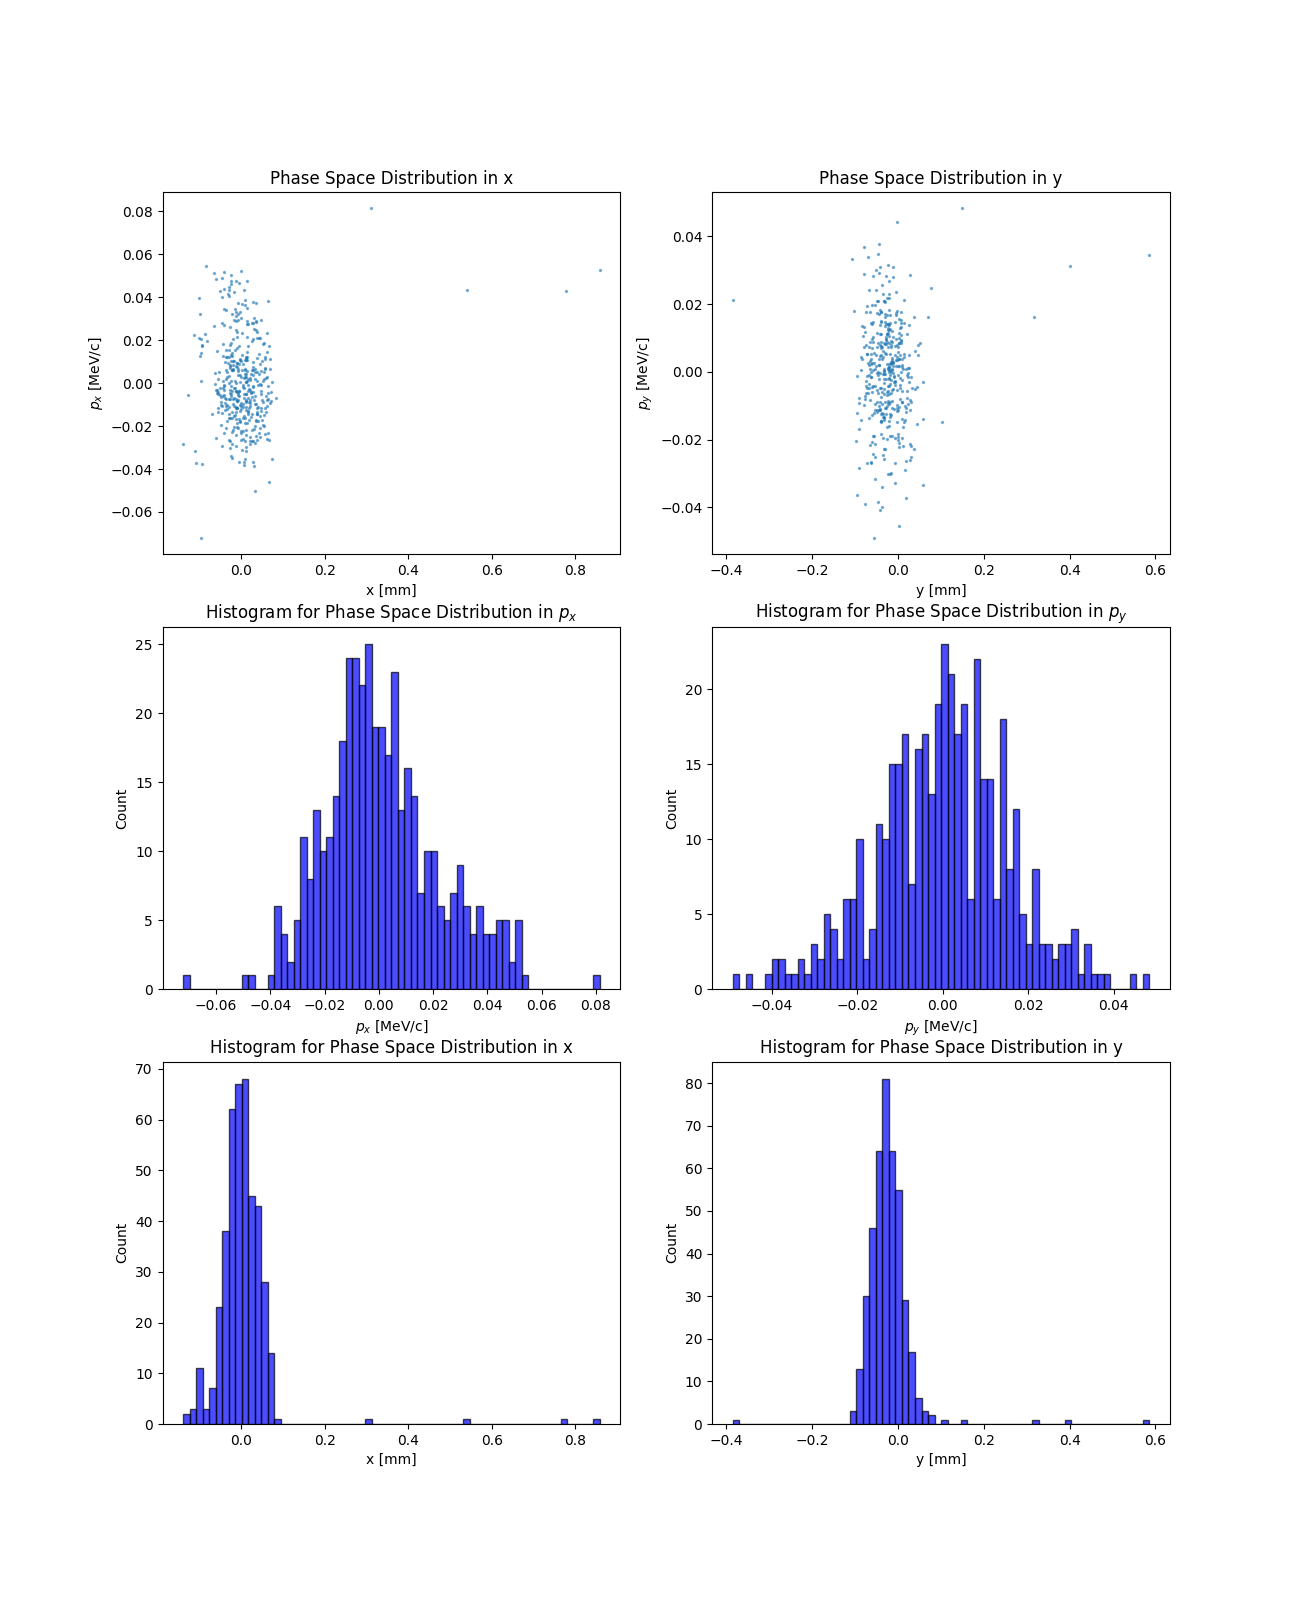 Phase Space Distribution in x
0.08
0.06
0.04
0.02
0.00
−0.02
−0.04
−0.06
p_x [MeV/c]
0.0 0.2 0.4 0.6 0.8
x [mm]
Phase Space Distribution in y
0.04
0.02
0.00
−0.02
−0.04
p_y [MeV/c]
−0.4 −0.2 0.0 0.2 0.4 0.6
y [mm]
Histogram for Phase Space Distribution in p_x
25
20
15
10
5
0
Count
−0.06 −0.04 −0.02 0.00 0.02 0.04 0.06 0.08
p_x [MeV/c]
Histogram for Phase Space Distribution in p_y
20
15
10
5
0
Count
−0.04 −0.02 0.00 0.02 0.04
p_y [MeV/c]
Histogram for Phase Space Distribution in x
70
60
50
40
30
20
10
0
Count
0.0 0.2 0.4 0.6 0.8
x [mm]
Histogram for Phase Space Distribution in y
80
70
60
50
40
30
20
10
0
Count
−0.4 −0.2 0.0 0.2 0.4 0.6
y [mm]